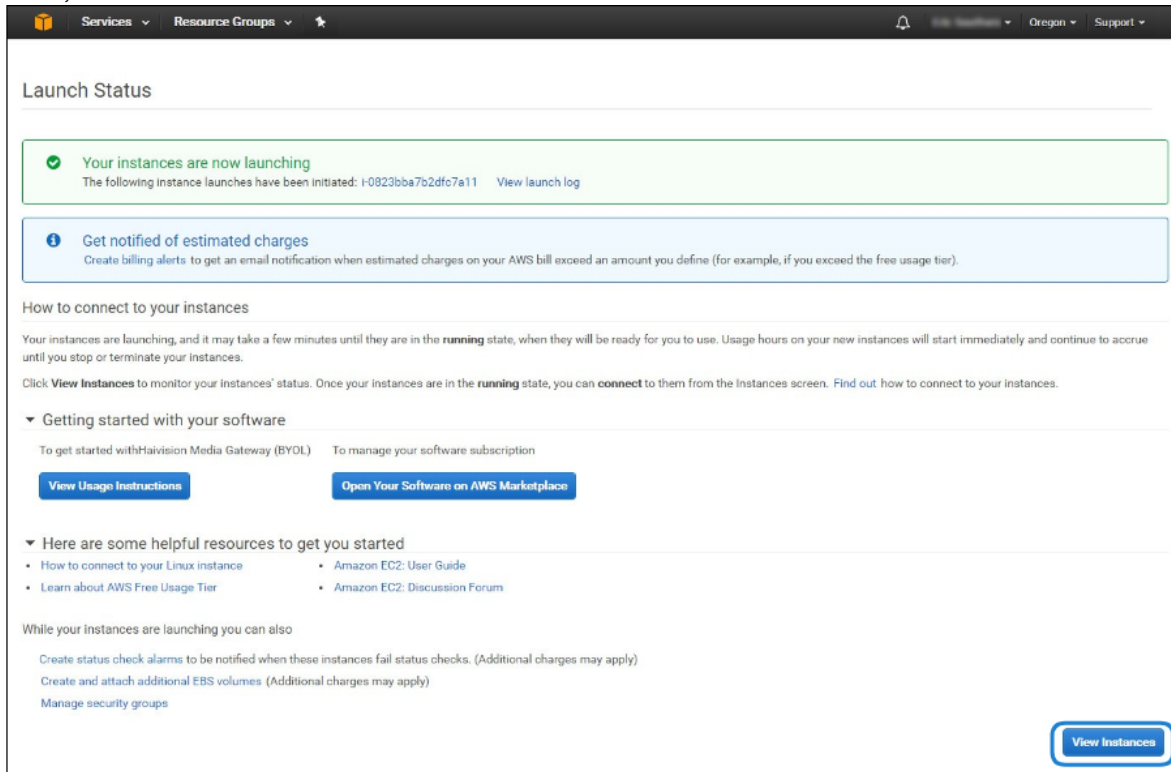 Services Resource Groups Oregon Support
Launch Status
Your instances are now launching
The following instance launches have been initiated: i-0823bba7b2dfc7a11 View launch log
Get notified of estimated charges
Create billing alerts to get an email notification when estimated charges on your AWS bill exceed an amount you define (for example, if you exceed the free usage tier).
How to connect to your instances
Your instances are launching, and it may take a few minutes until they are in the running state, when they will be ready for you to use. Usage hours on your new instances will start immediately and continue to accrue
until you stop or terminate your instances.
Click View Instances to monitor your instances' status. Once your instances are in the running state, you can connect to them from the Instances screen. Find out how to connect to your instances.
Getting started with your software
To get started withHaivision Media Gateway (BYOL) To manage your software subscription
View Usage Instructions Open Your Software on AWS Marketplace
Here are some helpful resources to get you started
• How to connect to your Linux instance • Amazon EC2: User Guide
• Learn about AWS Free Usage Tier • Amazon EC2: Discussion Forum
While your instances are launching you can also
Create status check alarms to be notified when these instances fail status checks. (Additional charges may apply)
Create and attach additional EBS volumes (Additional charges may apply)
Manage security groups
View Instances